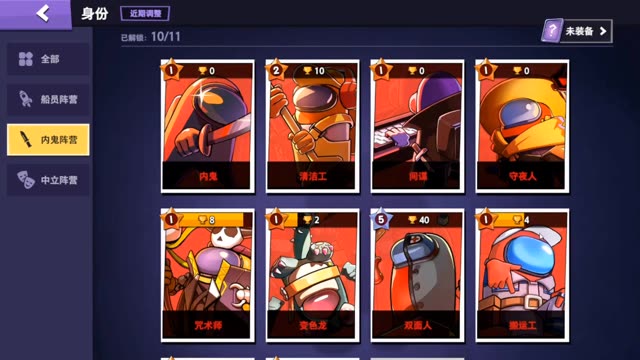 身份
近期调整
已解锁: 10/11
? 未装备
全部
船员阵营
内鬼阵营
中立阵营
1 0
2 10
1 0
1 0
内鬼
清洁工
间谍
守夜人
1 8
1 2
5 40
1 4
咒术师
变色龙
双面人
搬运工